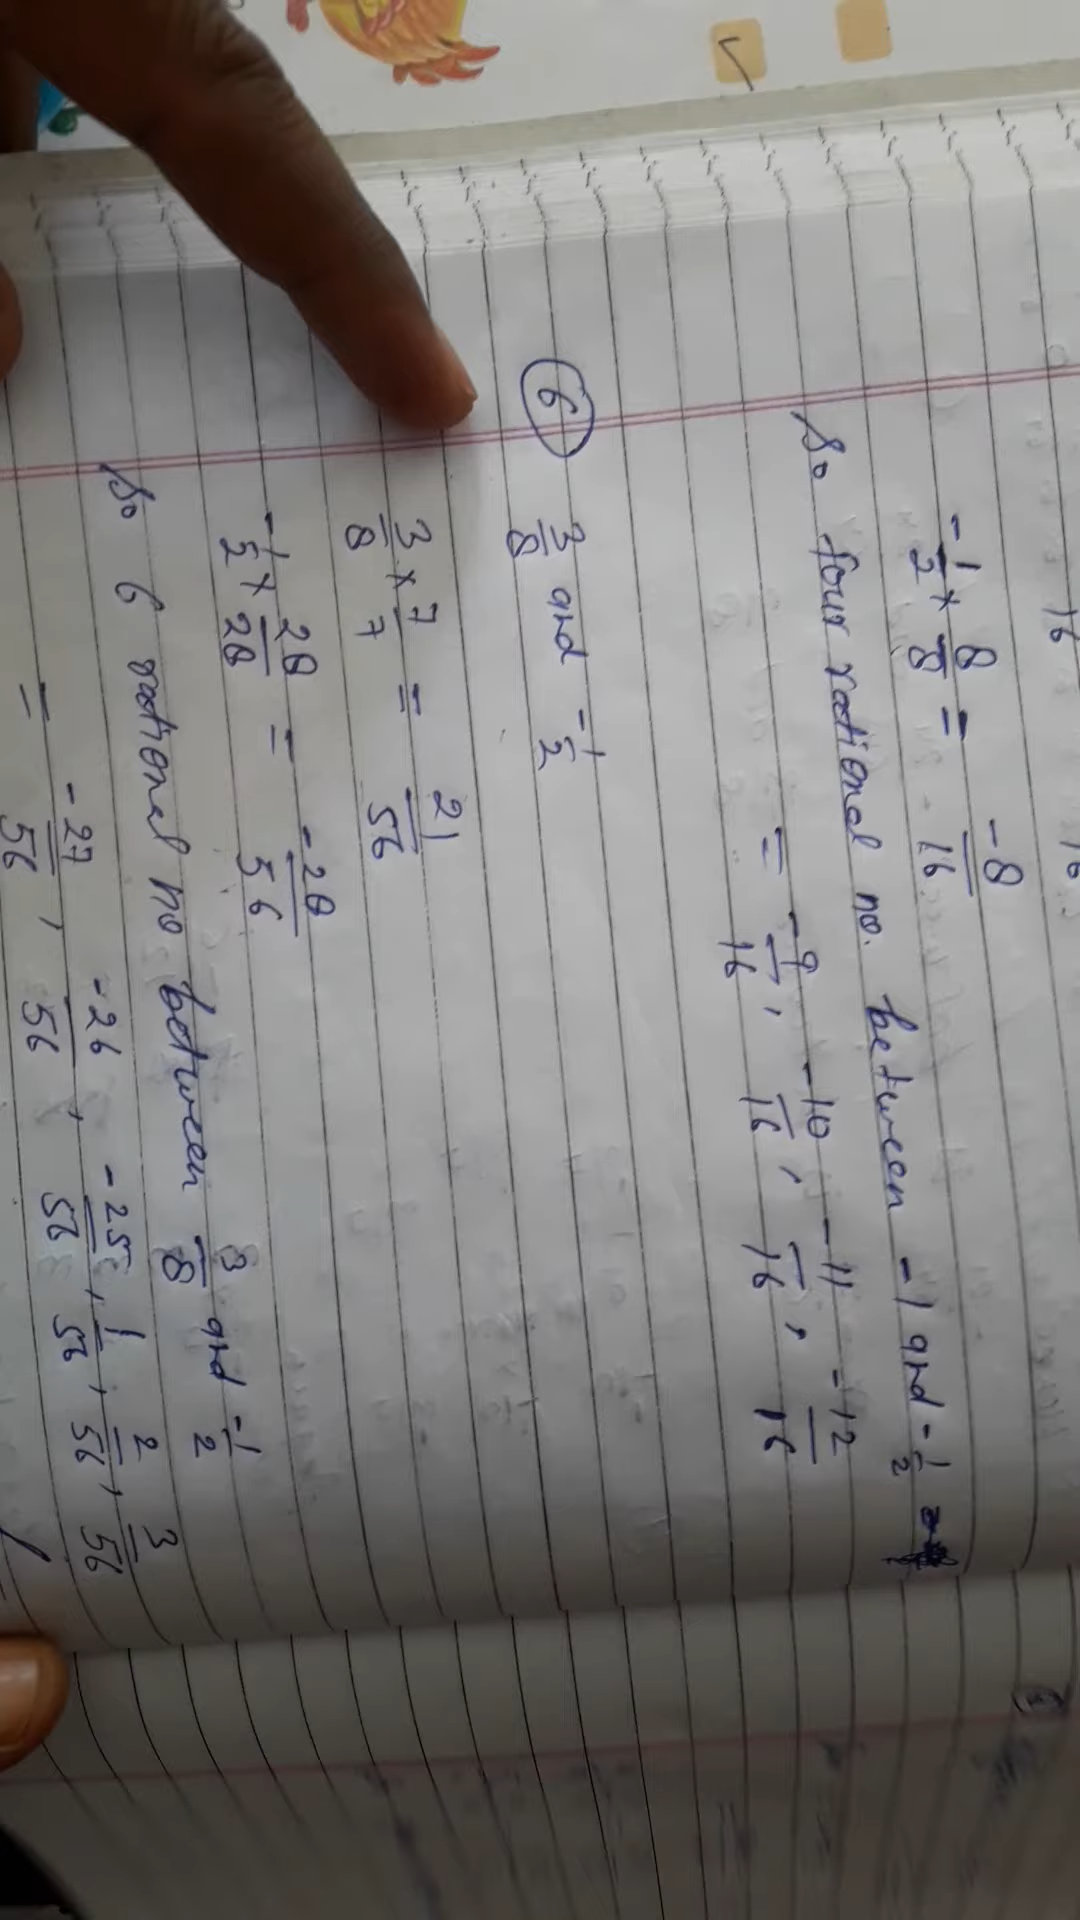 16 16
-1/2 × 8/8 = -8/16
So four rational no. between -1 and -1/2
= -9/16, -10/16, -11/16, -12/16
6 3/8 and -1/2
3/8 × 7/7 = 21/56
-1/2 × 28/28 = -28/56
So 6 rational no. between 3/8 and -1/2
= -27/56, -26/56, -25/56, 1/56, 2/56, 3/56